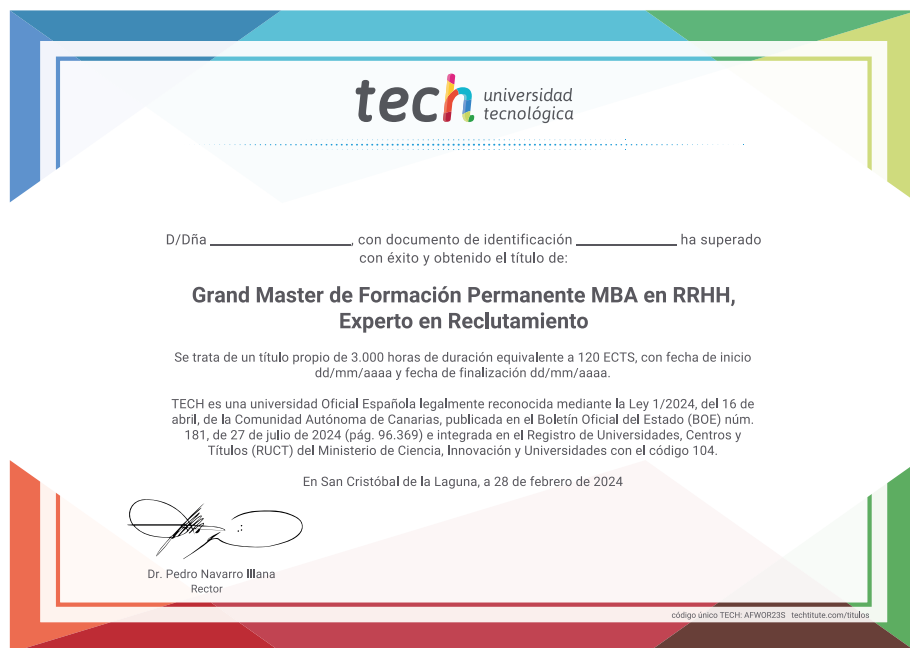 tech universidad
tecnológica
D/Dña ______________, con documento de identificación __________ ha superado
con éxito y obtenido el título de:
Grand Master de Formación Permanente MBA en RRHH,
Experto en Reclutamiento
Se trata de un título propio de 3.000 horas de duración equivalente a 120 ECTS, con fecha de inicio
dd/mm/aaaa y fecha de finalización dd/mm/aaaa.
TECH es una universidad Oficial Española legalmente reconocida mediante la Ley 1/2024, del 16 de
abril, de la Comunidad Autónoma de Canarias, publicada en el Boletín Oficial del Estado (BOE) núm.
181, de 27 de julio de 2024 (pág. 96.369) e integrada en el Registro de Universidades, Centros y
Títulos (RUCT) del Ministerio de Ciencia, Innovación y Universidades con el código 104.
En San Cristóbal de la Laguna, a 28 de febrero de 2024
Dr. Pedro Navarro Illana
Rector
código único TECH: AFWOR23S techtitute.com/titulos